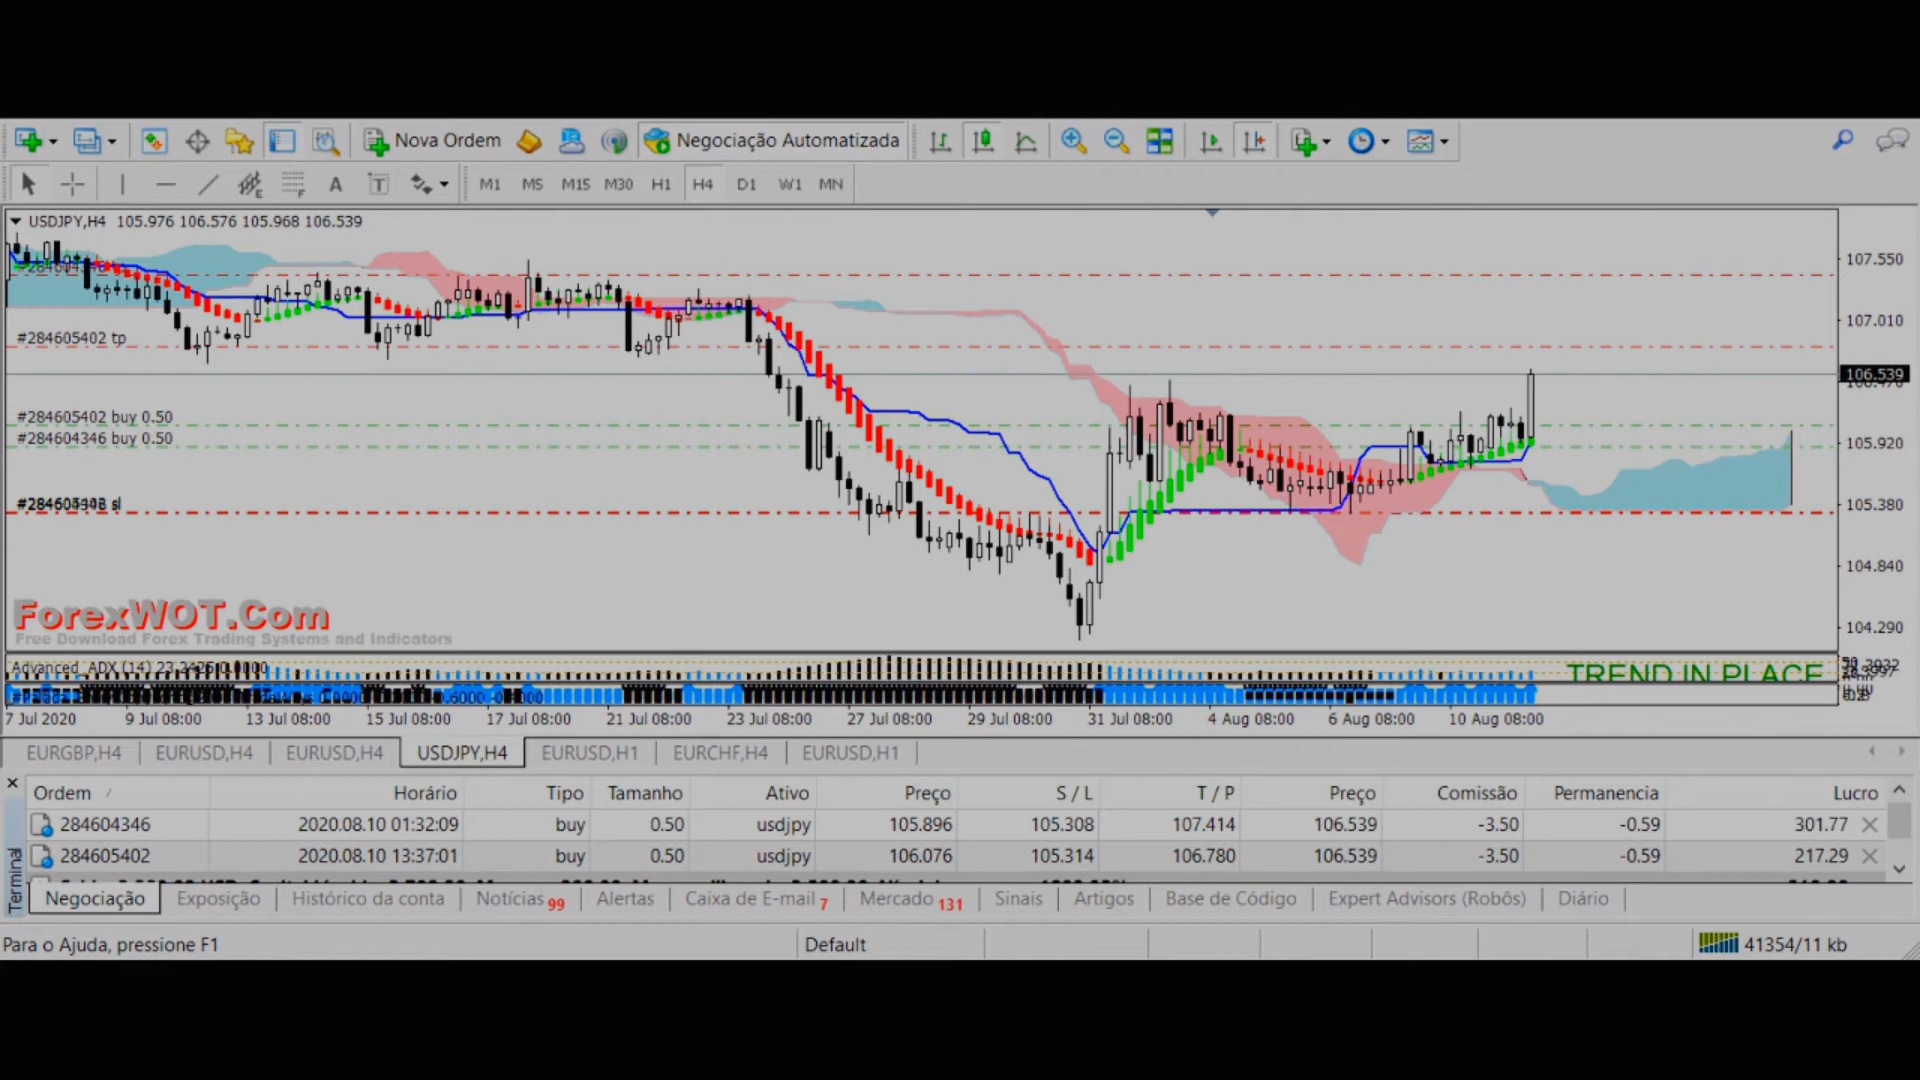 Nova Ordem Negociação Automatizada
A T M1 M5 M15 M30 H1 H4 D1 W1 MN
USDJPY,H4 105.976 106.576 105.968 106.539
107.550
#284605402 tp
107.010
106.539
#284605402 buy 0.50
#284604346 buy 0.50
105.920
105.380
104.840
104.290
ForexWOT.Com
Free Download Forex Trading Systems and Indicators
Advanced_ADX (14) 23.2426 0.0000
TREND IN PLACE
7 Jul 2020 9 Jul 08:00 13 Jul 08:00 15 Jul 08:00 17 Jul 08:00 21 Jul 08:00 23 Jul 08:00 27 Jul 08:00 29 Jul 08:00 31 Jul 08:00 4 Aug 08:00 6 Aug 08:00 10 Aug 08:00
EURGBP,H4 EURUSD,H4 EURUSD,H4 USDJPY,H4 EURUSD,H1 EURCHF,H4 EURUSD,H1
Ordem Horário Tipo Tamanho Ativo Preço S / L T / P Preço Comissão Permanencia Lucro
284604346 2020.08.10 01:32:09 buy 0.50 usdjpy 105.896 105.308 107.414 106.539 -3.50 -0.59 301.77
284605402 2020.08.10 13:37:01 buy 0.50 usdjpy 106.076 105.314 106.780 106.539 -3.50 -0.59 217.29
Terminal
Negociação Exposição Histórico da conta Notícias 99 Alertas Caixa de E-mail 7 Mercado 131 Sinais Artigos Base de Código Expert Advisors (Robôs) Diário
Para o Ajuda, pressione F1 Default 41354/11 kb